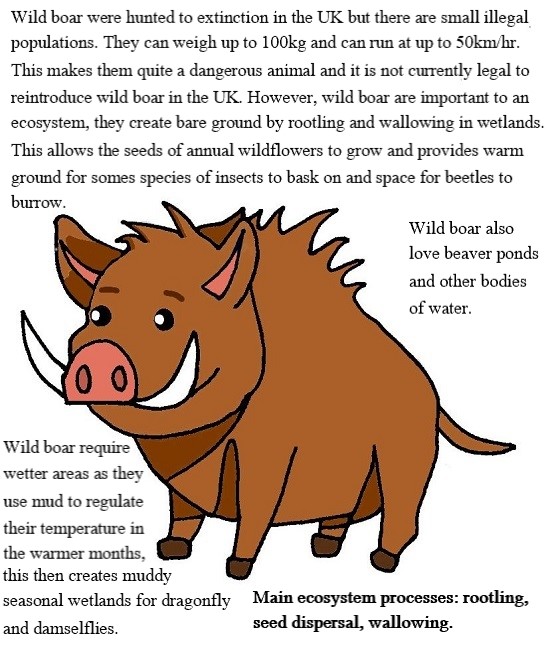 Wild boar were hunted to extinction in the UK but there are small illegal
populations. They can weigh up to 100kg and can run at up to 50km/hr.
This makes them quite a dangerous animal and it is not currently legal to
reintroduce wild boar in the UK. However, wild boar are important to an
ecosystem, they create bare ground by rootling and wallowing in wetlands.
This allows the seeds of annual wildflowers to grow and provides warm
ground for somes species of insects to bask on and space for beetles to
burrow.
Wild boar also
love beaver ponds
and other bodies
of water.
Wild boar require
wetter areas as they
use mud to regulate
their temperature in
the warmer months,
this then creates muddy
seasonal wetlands for dragonfly
and damselflies.
Main ecosystem processes: rootling,
seed dispersal, wallowing.